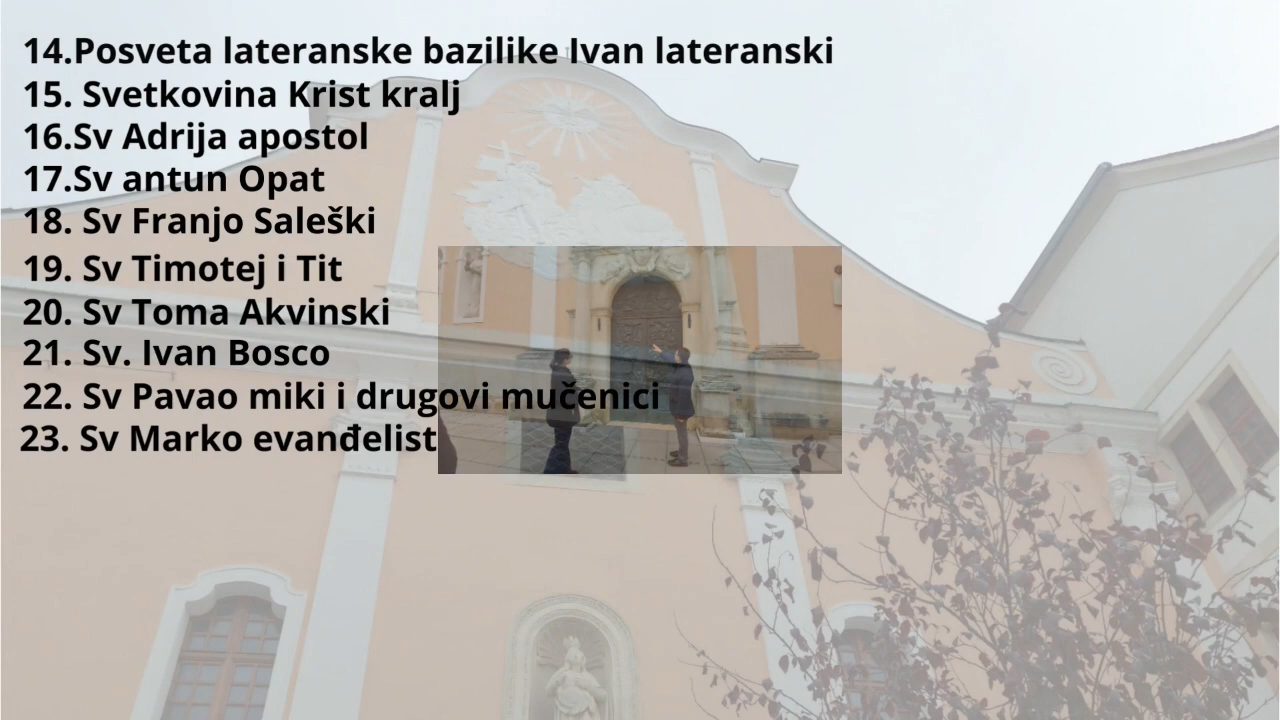 14.Posveta lateranske bazilike Ivan lateranski
15. Svetkovina Krist kralj
16.Sv Adrija apostol
17.Sv antun Opat
18. Sv Franjo Saleški
19. Sv Timotej i Tit
20. Sv Toma Akvinski
21. Sv. Ivan Bosco
22. Sv Pavao miki i drugovi mučenici
23. Sv Marko evanđelist